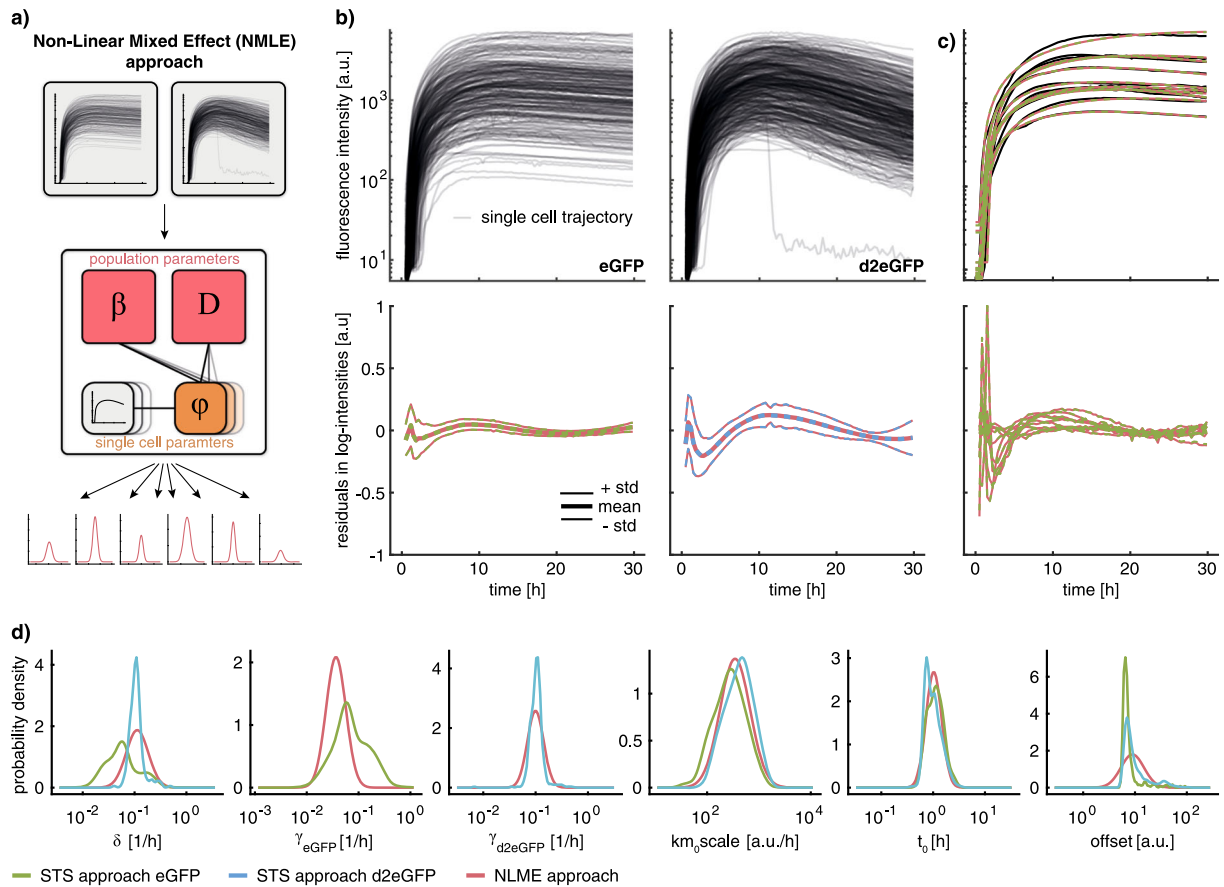 a)
Non-Linear Mixed Effect (NMLE)
approach
population parameters
β
D
φ
single cell paramters
b)
fluorescence intensity [a.u.]
10³
10²
10¹
single cell trajectory
eGFP
d2eGFP
c)
residuals in log-intensities [a.u]
1
0.5
0
-0.5
-1
+ std
mean
- std
0 10 20 30
time [h]
0 10 20 30
time [h]
0 10 20 30
time [h]
d)
probability density
4
2
0
10⁻² 10⁻¹ 10⁰
δ [1/h]
2
1
0
10⁻³ 10⁻² 10⁻¹ 10⁰
γeGFP [1/h]
4
2
0
10⁻² 10⁻¹ 10⁰
γd2eGFP [1/h]
1
0.5
0
10² 10³ 10⁴
km₀scale [a.u./h]
3
2
1
0
10⁻¹ 10⁰ 10¹
t₀ [h]
6
4
2
0
10⁰ 10¹ 10²
offset [a.u.]
STS approach eGFP
STS approach d2eGFP
NLME approach